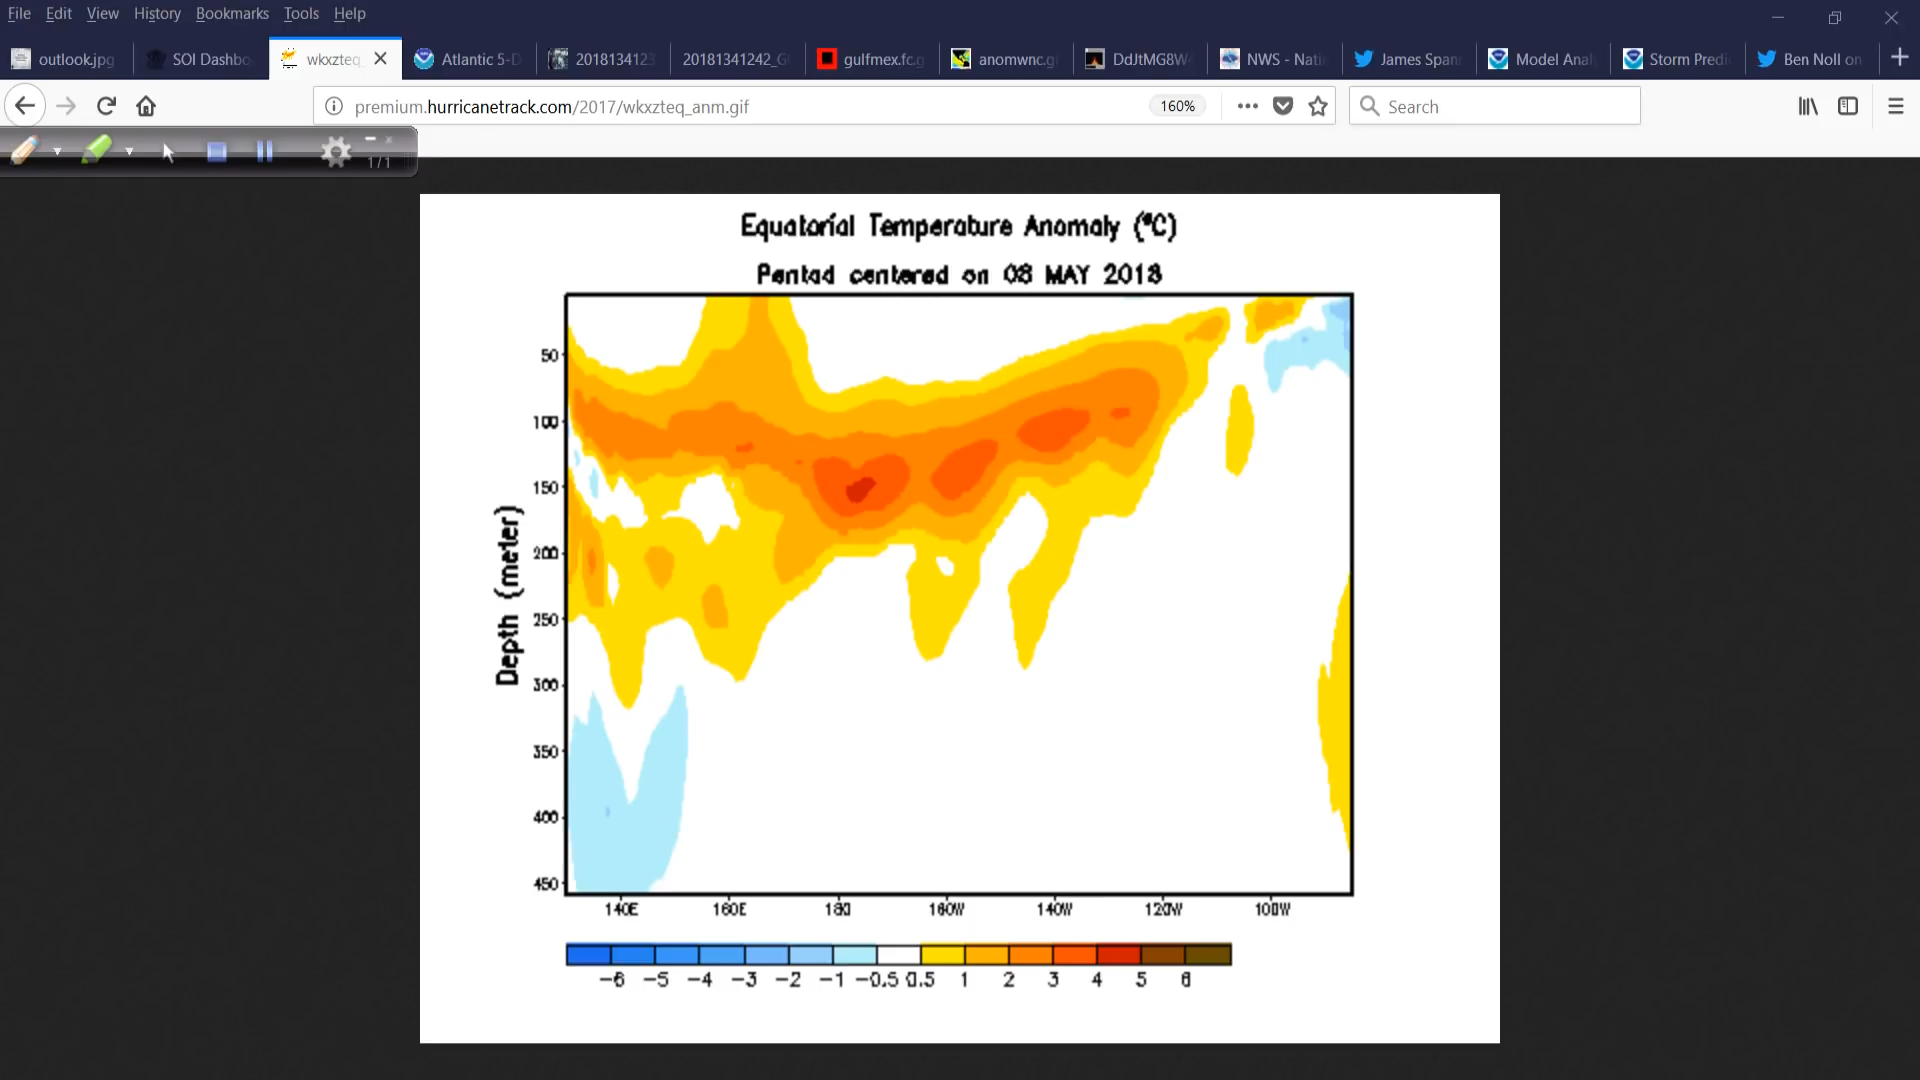 File Edit View History Bookmarks Tools Help
outlook.jpg SOI Dashbo wkxzteq_ Atlantic 5-D 2018134123 20181341242_G gulfmex.fc.g anomwnc.gi DdJtMG8W NWS - Nati James Span Model Anal Storm Predi Ben Noll on
premium.hurricanetrack.com/2017/wkxzteq_anm.gif 160% Search
1/1
Equatorial Temperature Anomaly (°C)
Pentad centered on 08 MAY 2018
50
100
150
200
250
300
350
400
450
Depth (meter)
140E 160E 180 160W 140W 120W 100W
-6 -5 -4 -3 -2 -1 -0.5 0.5 1 2 3 4 5 6